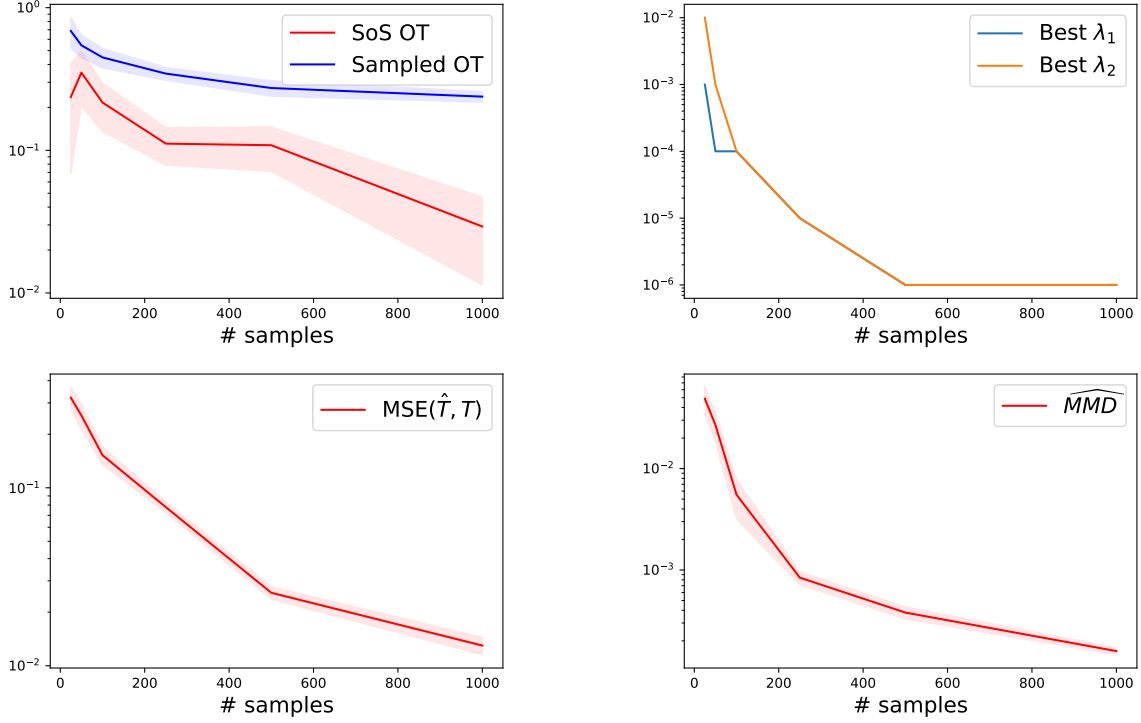 10⁰
10⁻¹
10⁻²
SoS OT
Sampled OT
0 200 400 600 800 1000
# samples
10⁻²
10⁻³
10⁻⁴
10⁻⁵
10⁻⁶
Best λ₁
Best λ₂
0 200 400 600 800 1000
# samples
10⁻¹
10⁻²
MSE(T̂, T)
0 200 400 600 800 1000
# samples
10⁻²
10⁻³
MMD
0 200 400 600 800 1000
# samples